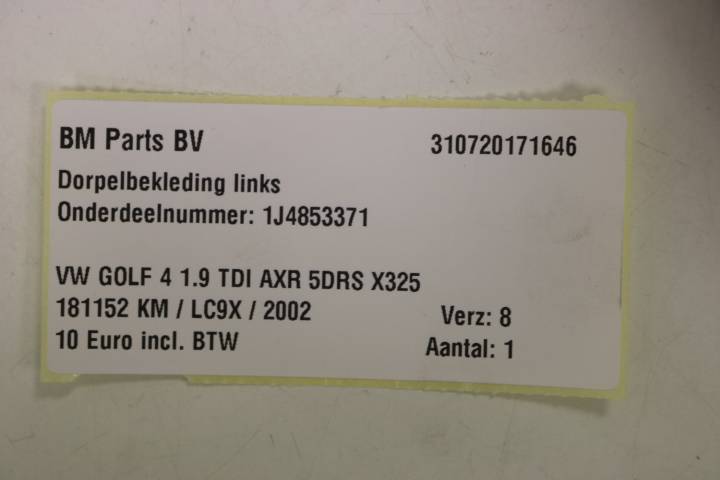 BM Parts BV 310720171646
Dorpelbekleding links
Onderdeelnummer: 1J4853371
VW GOLF 4 1.9 TDI AXR 5DRS X325
181152 KM / LC9X / 2002 Verz: 8
10 Euro incl. BTW Aantal: 1